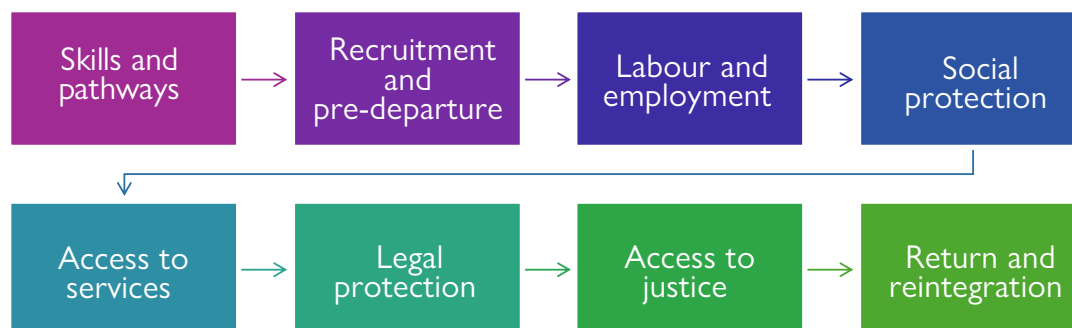 Skills and
pathways
Recruitment
and
pre-departure
Labour and
employment
Social
protection
Access to
services
Legal
protection
Access to
justice
Return and
reintegration